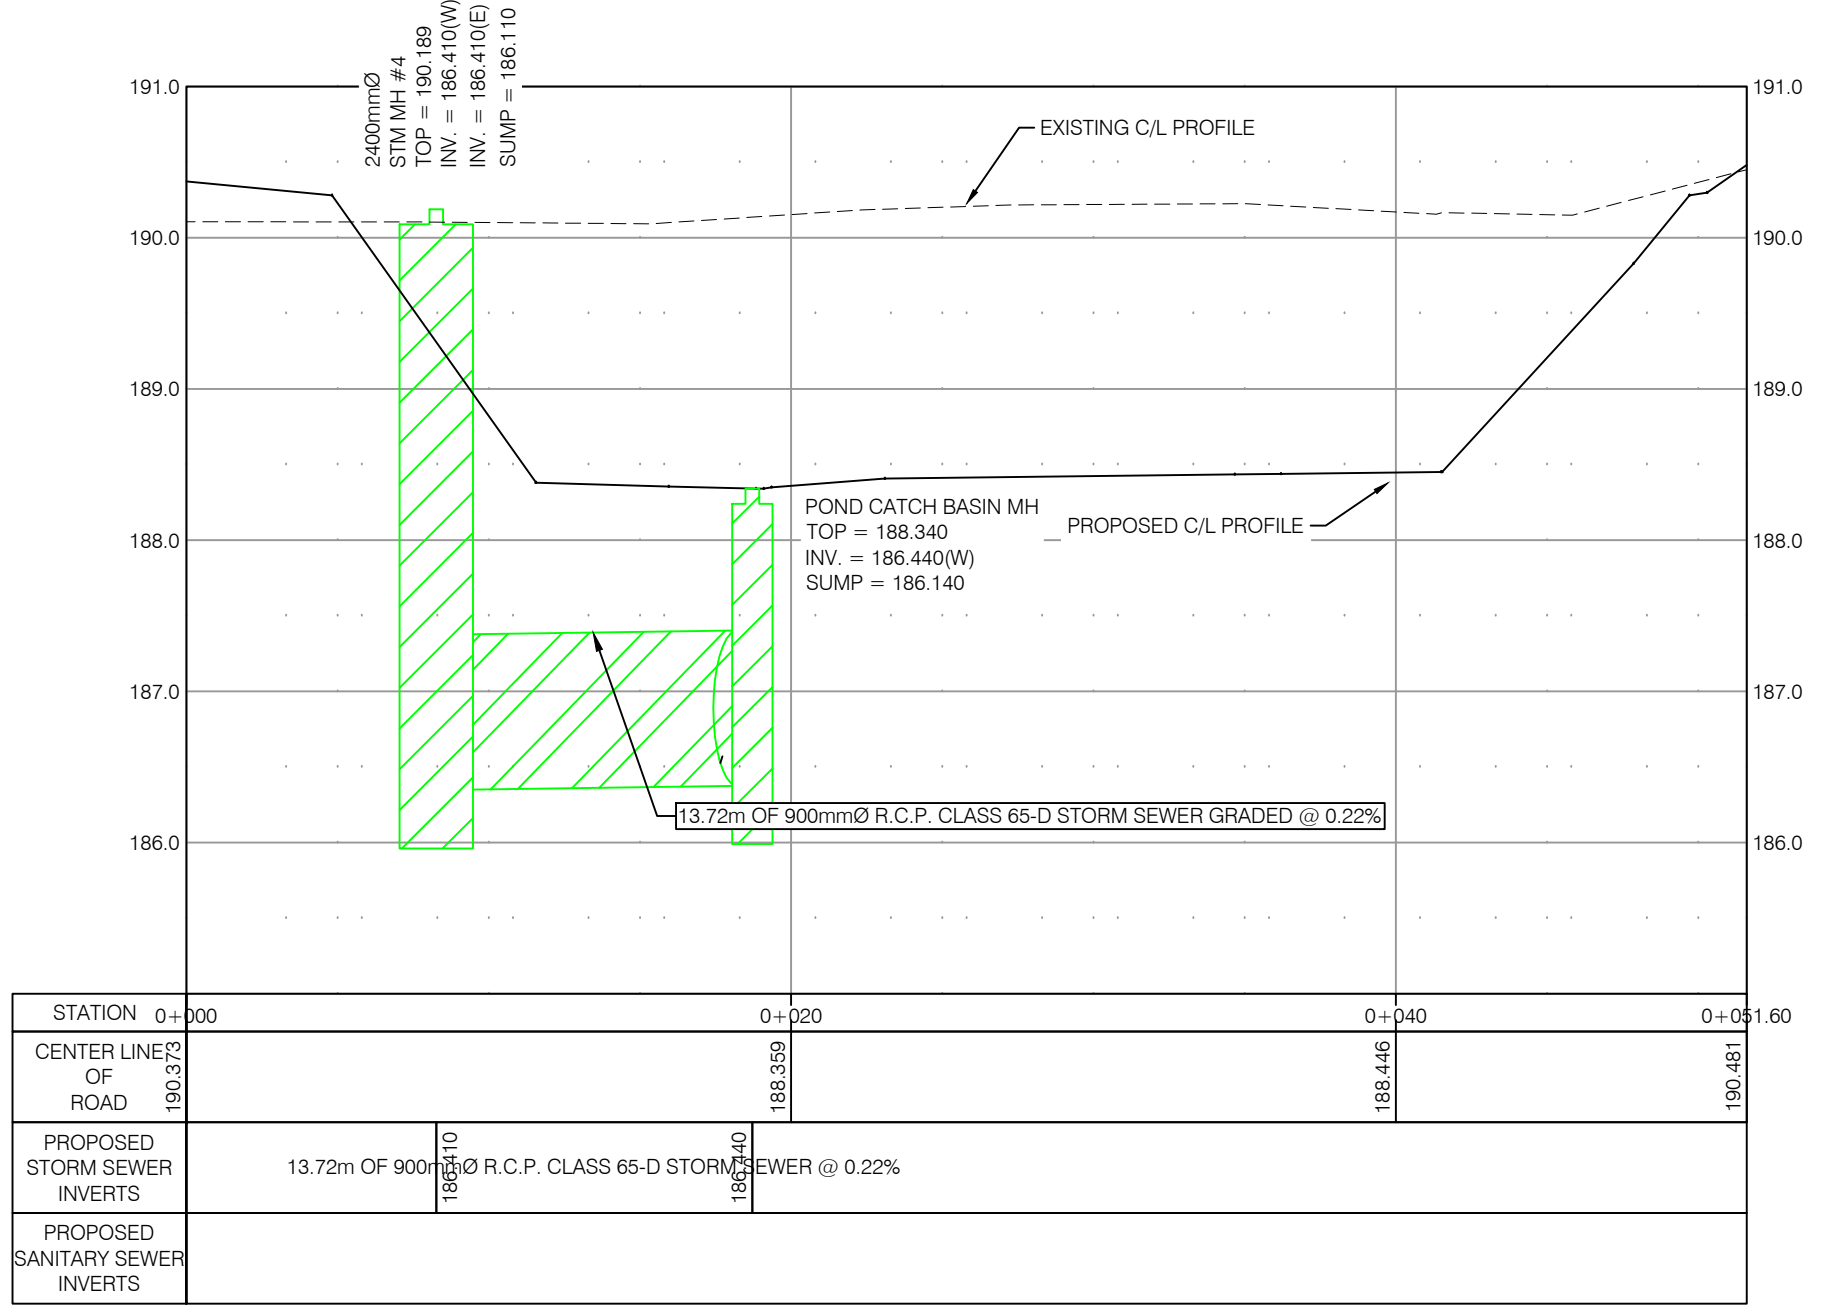 2400mmØ
STM MH #4
TOP = 190.189
INV. = 186.410(W)
INV. = 186.410(E)
SUMP = 186.110
191.0
191.0
EXISTING C/L PROFILE
190.0
190.0
189.0
189.0
POND CATCH BASIN MH
TOP = 188.340
INV. = 186.440(W)
SUMP = 186.140
PROPOSED C/L PROFILE
188.0
188.0
187.0
187.0
13.72m OF 900mmØ R.C.P. CLASS 65-D STORM SEWER GRADED @ 0.22%
186.0
186.0
STATION
0+000
0+020
0+040
0+051.60
CENTER LINE
OF
ROAD
190.373
188.359
188.446
190.481
PROPOSED
STORM SEWER
INVERTS
186.410
186.440
13.72m OF 900mmØ R.C.P. CLASS 65-D STORM SEWER @ 0.22%
PROPOSED
SANITARY SEWER
INVERTS